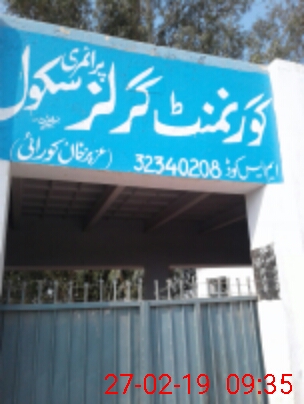 گورنمنٹ گرلز پرائمری سکول
ایم ایس کوڈ 32340208 (عزیز خان کورائی)
27-02-19 09:35